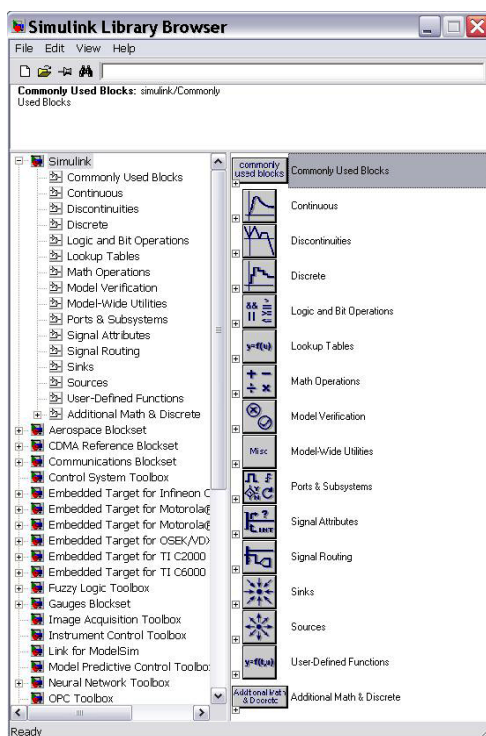 Simulink Library Browser
File Edit View Help
Commonly Used Blocks: simulink/Commonly
Used Blocks
Simulink
Commonly Used Blocks
Continuous
Discontinuities
Discrete
Logic and Bit Operations
Lookup Tables
Math Operations
Model Verification
Model-Wide Utilities
Ports & Subsystems
Signal Attributes
Signal Routing
Sinks
Sources
User-Defined Functions
Additional Math & Discrete
Aerospace Blockset
CDMA Reference Blockset
Communications Blockset
Control System Toolbox
Embedded Target for Infineon C
Embedded Target for Motorola
Embedded Target for Motorola
Embedded Target for OSEK/VD
Embedded Target for TI C2000
Embedded Target for TI C6000
Fuzzy Logic Toolbox
Gauges Blockset
Image Acquisition Toolbox
Instrument Control Toolbox
Link for ModelSim
Model Predictive Control Toolbo
Neural Network Toolbox
OPC Toolbox
commonly
used blocks
Commonly Used Blocks
Continuous
Discontinuities
Discrete
Logic and Bit Operations
y=f(u)
Lookup Tables
Math Operations
Model Verification
Misc
Model-Wide Utilities
Ports & Subsystems
Signal Attributes
Signal Routing
Sinks
Sources
y=f(t,u)
User-Defined Functions
Additional Math
& Discrete
Additional Math & Discrete
Ready